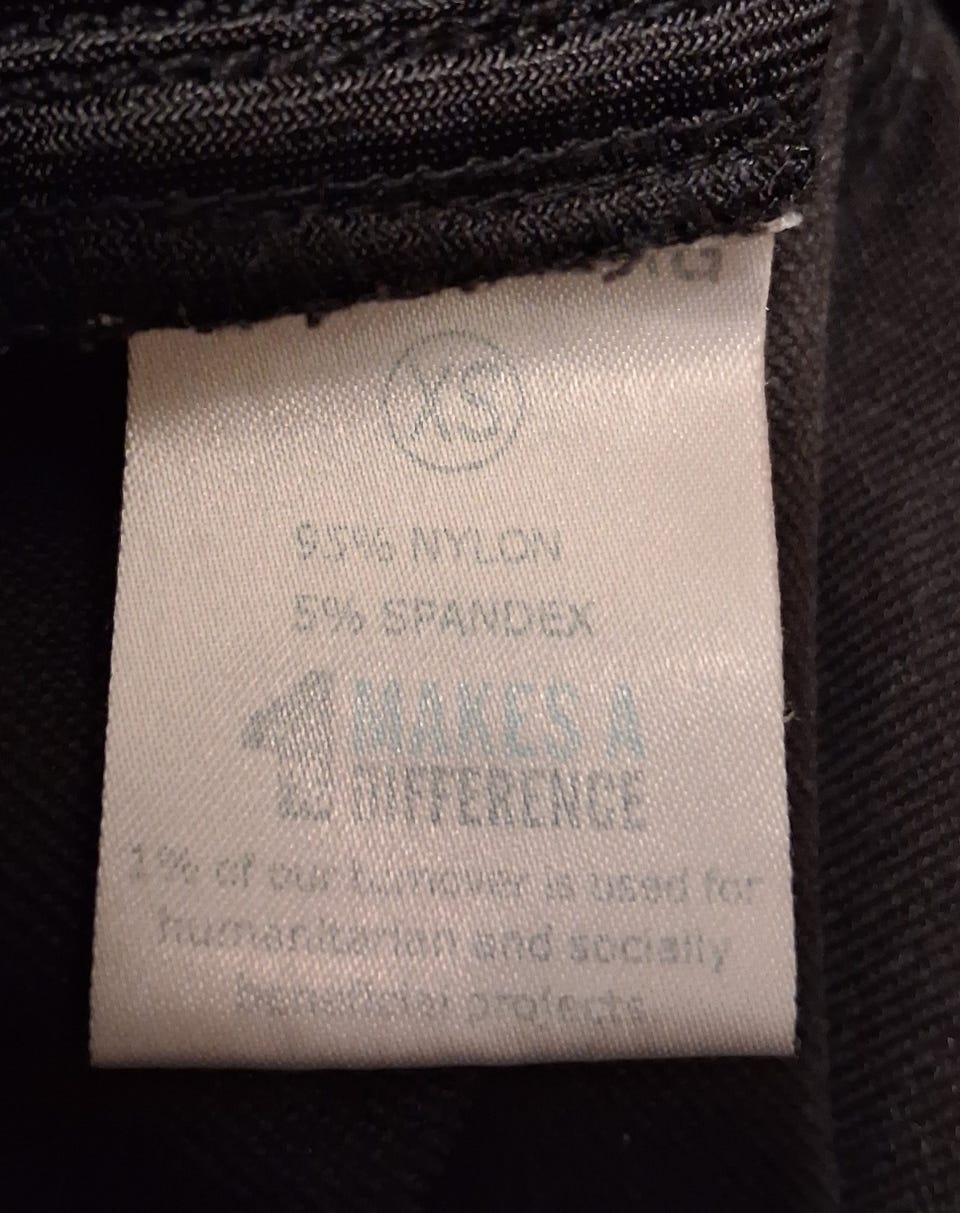 XS
95% NYLON
5% SPANDEX
1 MAKES A
DIFFERENCE
1% of our turnover is used for
humanitarian and socially
beneficial projects